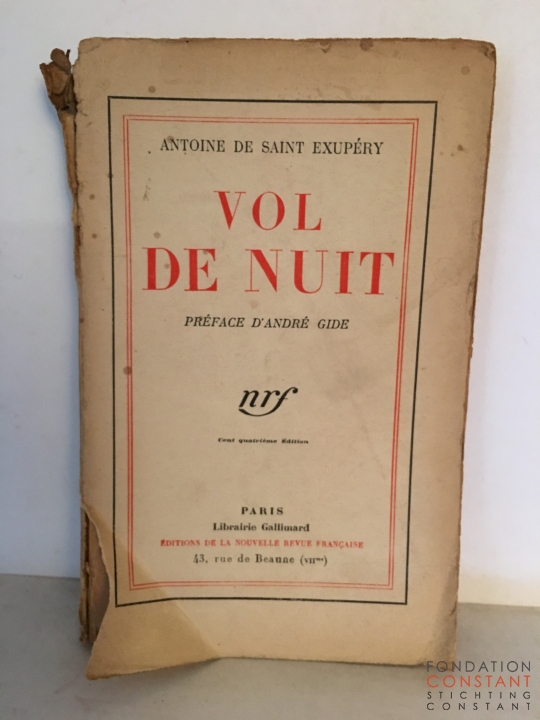 ANTOINE DE SAINT EXUPÉRY
VOL
DE NUIT
PRÉFACE D'ANDRÉ GIDE
nrf
Cent quatrième Édition
PARIS
Librairie Gallimard
ÉDITIONS DE LA NOUVELLE REVUE FRANÇAISE
43, rue de Beaune (VIIme)
FONDATION
CONSTANT
STICHTING
CONSTANT